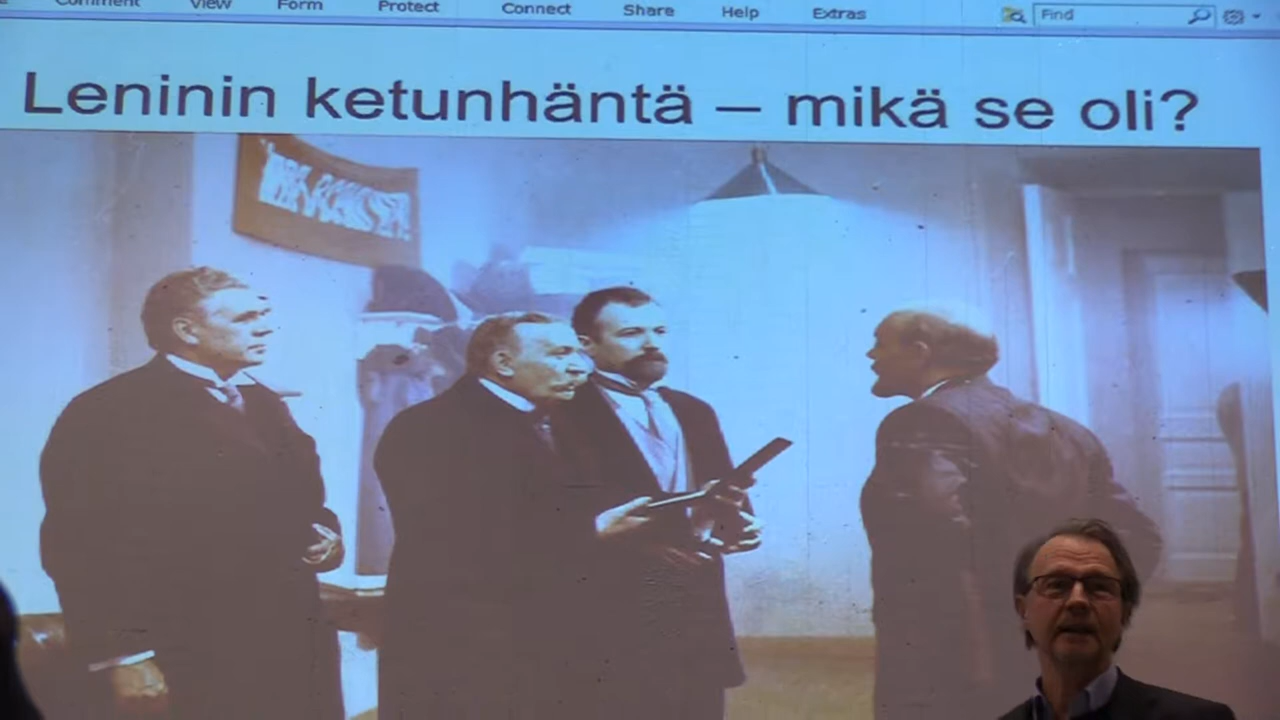 Comment View Form Protect Connect Share Help Extras Find
Leninin ketunhäntä – mikä se oli?